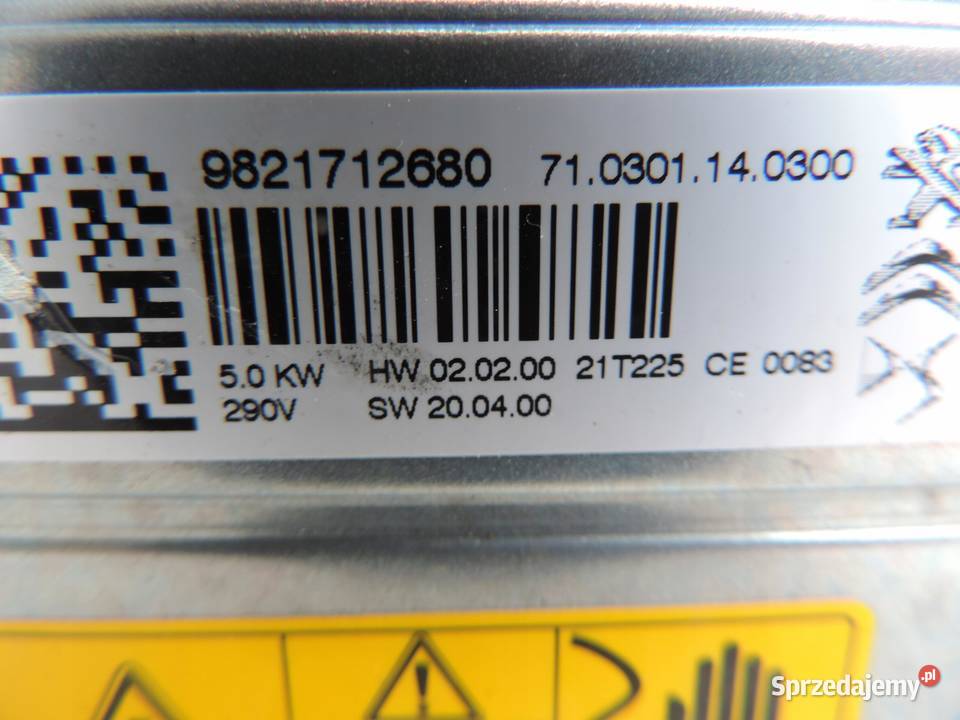 9821712680 71.0301.14.0300
5.0 KW HW 02.02.00 21T225 CE 0083
290V SW 20.04.00
Sprzedajemy.pl